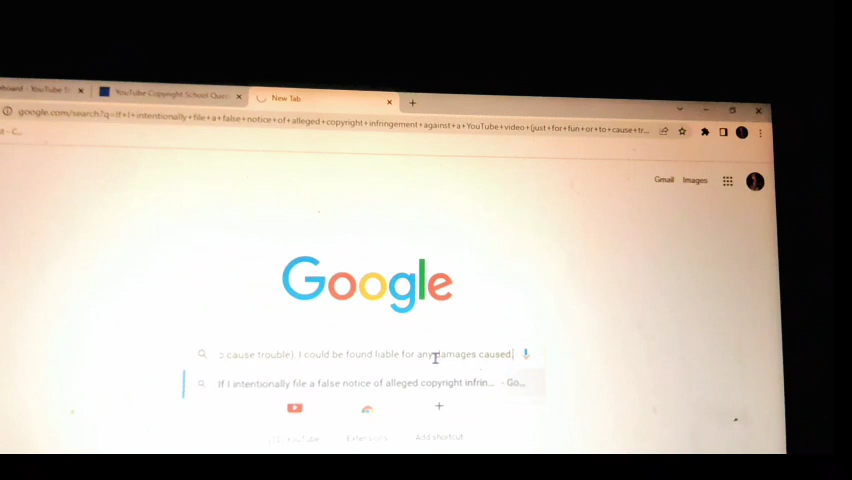 YouTube Copyright School Ques
New Tab
google.com/search?q=If+I+intentionally+file+a+false+notice+of+alleged+copyright+infringement+against+a+YouTube+video+(just+for+fun+or+to+cause+tr...
Gmail Images
Google
cause trouble), I could be found liable for any damages caused
If I intentionally file a false notice of alleged copyright infrin... - Go...
YouTube Extensions Add shortcut